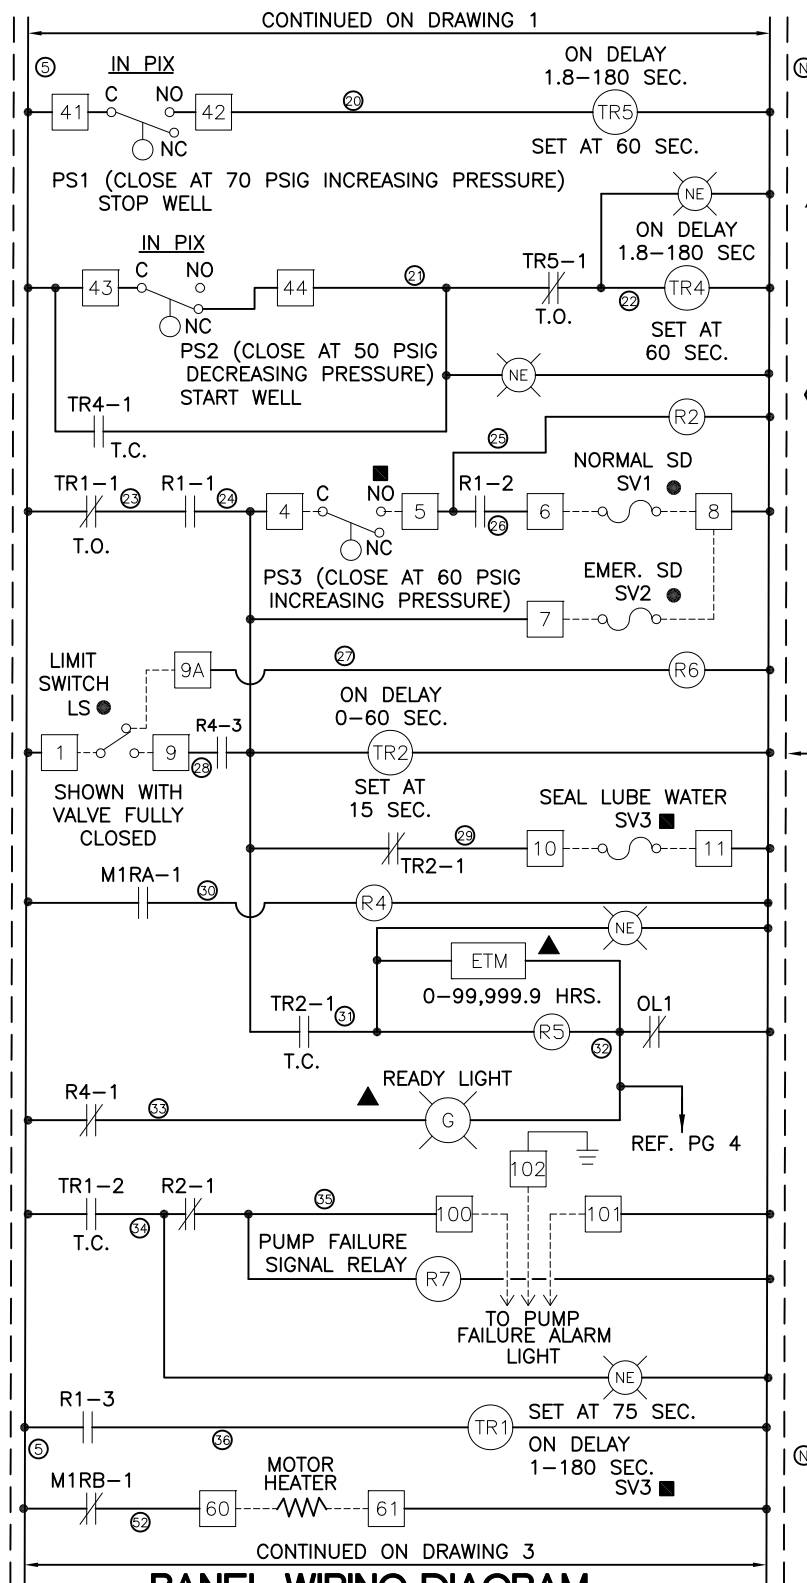 CONTINUED ON DRAWING 1
5
IN PIX
ON DELAY
1.8-180 SEC.
N
41
C
NO
42
20
TR5
NC
SET AT 60 SEC.
PS1 (CLOSE AT 70 PSIG INCREASING PRESSURE)
STOP WELL
NE
IN PIX
ON DELAY
1.8-180 SEC
43
C
NO
44
21
TR5-1
T.O.
22
TR4
NC
SET AT
60 SEC.
PS2 (CLOSE AT 50 PSIG
DECREASING PRESSURE)
START WELL
NE
TR4-1
T.C.
25
R2
NORMAL SD
SV1
TR1-1
23
R1-1
24
4
C
NO
5
R1-2
26
6
8
T.O.
NC
PS3 (CLOSE AT 60 PSIG
INCREASING PRESSURE)
EMER. SD
SV2
7
LIMIT
SWITCH
LS
9A
27
R6
ON DELAY
0-60 SEC.
1
9
28
R4-3
TR2
SET AT
15 SEC.
SHOWN WITH
VALVE FULLY
CLOSED
SEAL LUBE WATER
SV3
29
10
11
TR2-1
M1RA-1
30
R4
NE
ETM
0-99,999.9 HRS.
TR2-1
31
T.C.
R5
32
OL1
READY LIGHT
R4-1
33
G
REF. PG 4
102
TR1-2
T.C.
34
R2-1
35
100
101
PUMP FAILURE
SIGNAL RELAY
R7
TO PUMP
FAILURE ALARM
LIGHT
NE
R1-3
36
TR1
SET AT 75 SEC.
5
ON DELAY
1-180 SEC.
N
MOTOR
HEATER
SV3
M1RB-1
52
60
61
CONTINUED ON DRAWING 3
PANEL WIRING DIAGRAM